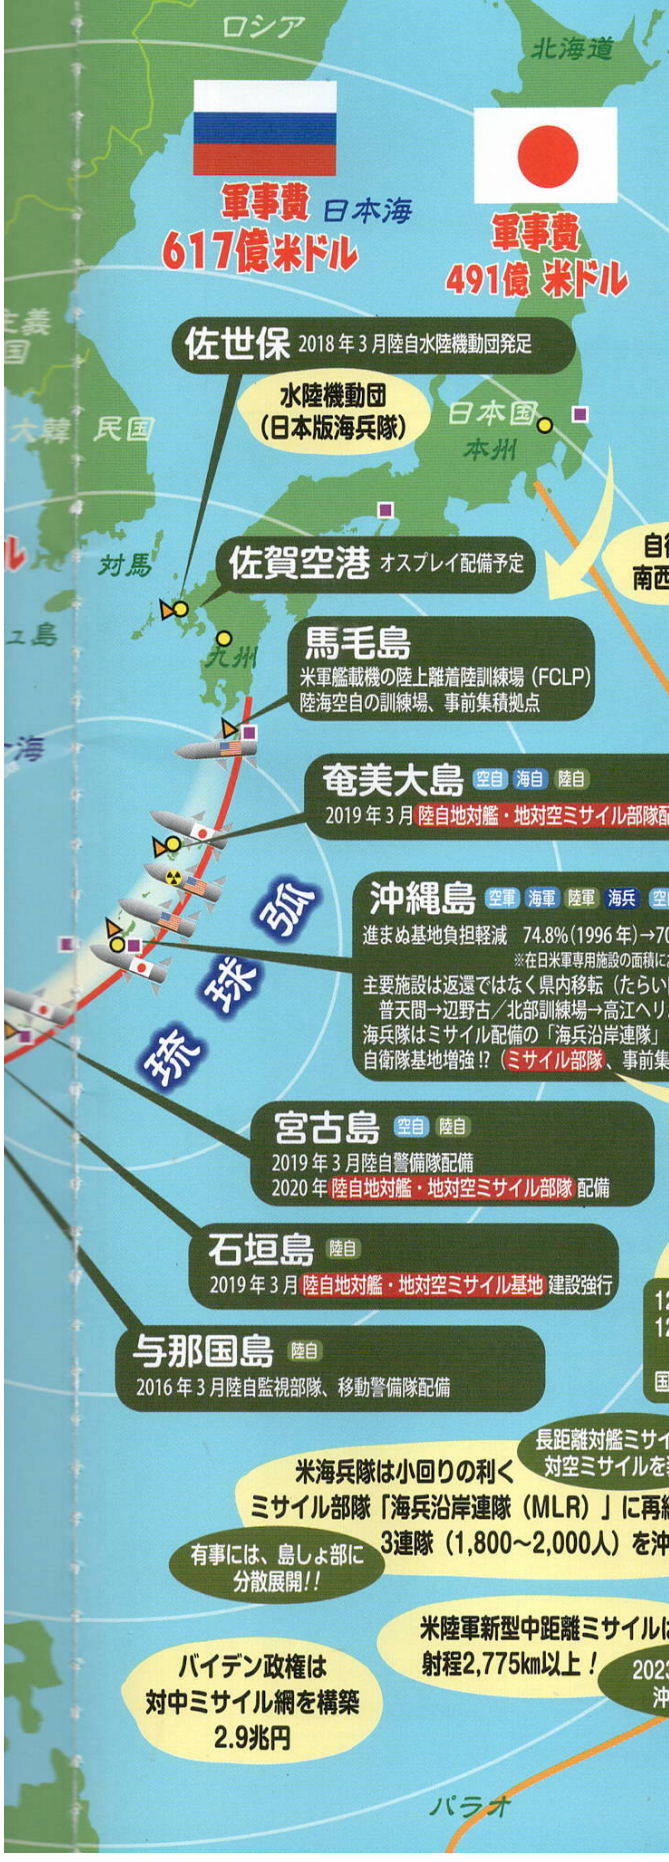 ロシア
北海道
軍事費
617億米ドル
日本海
軍事費
491億 米ドル
主義
国
佐世保 2018年3月陸自水陸機動団発足
水陸機動団
(日本版海兵隊)
大韓 民国
日本国
本州
ル
対馬
佐賀空港 オスプレイ配備予定
南西
ュ島
九州
馬毛島
米軍艦載機の陸上離着陸訓練場(FCLP)
陸海空自の訓練場、事前集積拠点
海
奄美大島 空自 海自 陸自
2019年3月陸自地対艦・地対空ミサイル部隊配
琉球弧
沖縄島 空軍 海軍 陸軍 海兵 空
進まぬ基地負担軽減 74.8%(1996年)→70
※在日米軍専用施設の面積に
主要施設は返還ではなく県内移転(たらい
普天間→辺野古/北部訓練場→高江ヘリ
海兵隊はミサイル配備の「海兵沿岸連隊」
自衛隊基地増強!?(ミサイル部隊、事前集
宮古島 空自 陸自
2019年3月陸自警備隊配備
2020年陸自地対艦・地対空ミサイル部隊 配備
石垣島 陸自
2019年3月陸自地対艦・地対空ミサイル基地 建設強行
与那国島 陸自
2016年3月陸自監視部隊、移動警備隊配備
12
12
国
長距離対艦ミサイ
対空ミサイルを
米海兵隊は小回りの利く
ミサイル部隊「海兵沿岸連隊(MLR)」に再
3連隊(1,800〜2,000人)を沖
有事には、島しょ部に
分散展開!!
米陸軍新型中距離ミサイルは
射程2,775km以上!
2023
沖
バイデン政権は
対中ミサイル網を構築
2.9兆円
パラオ